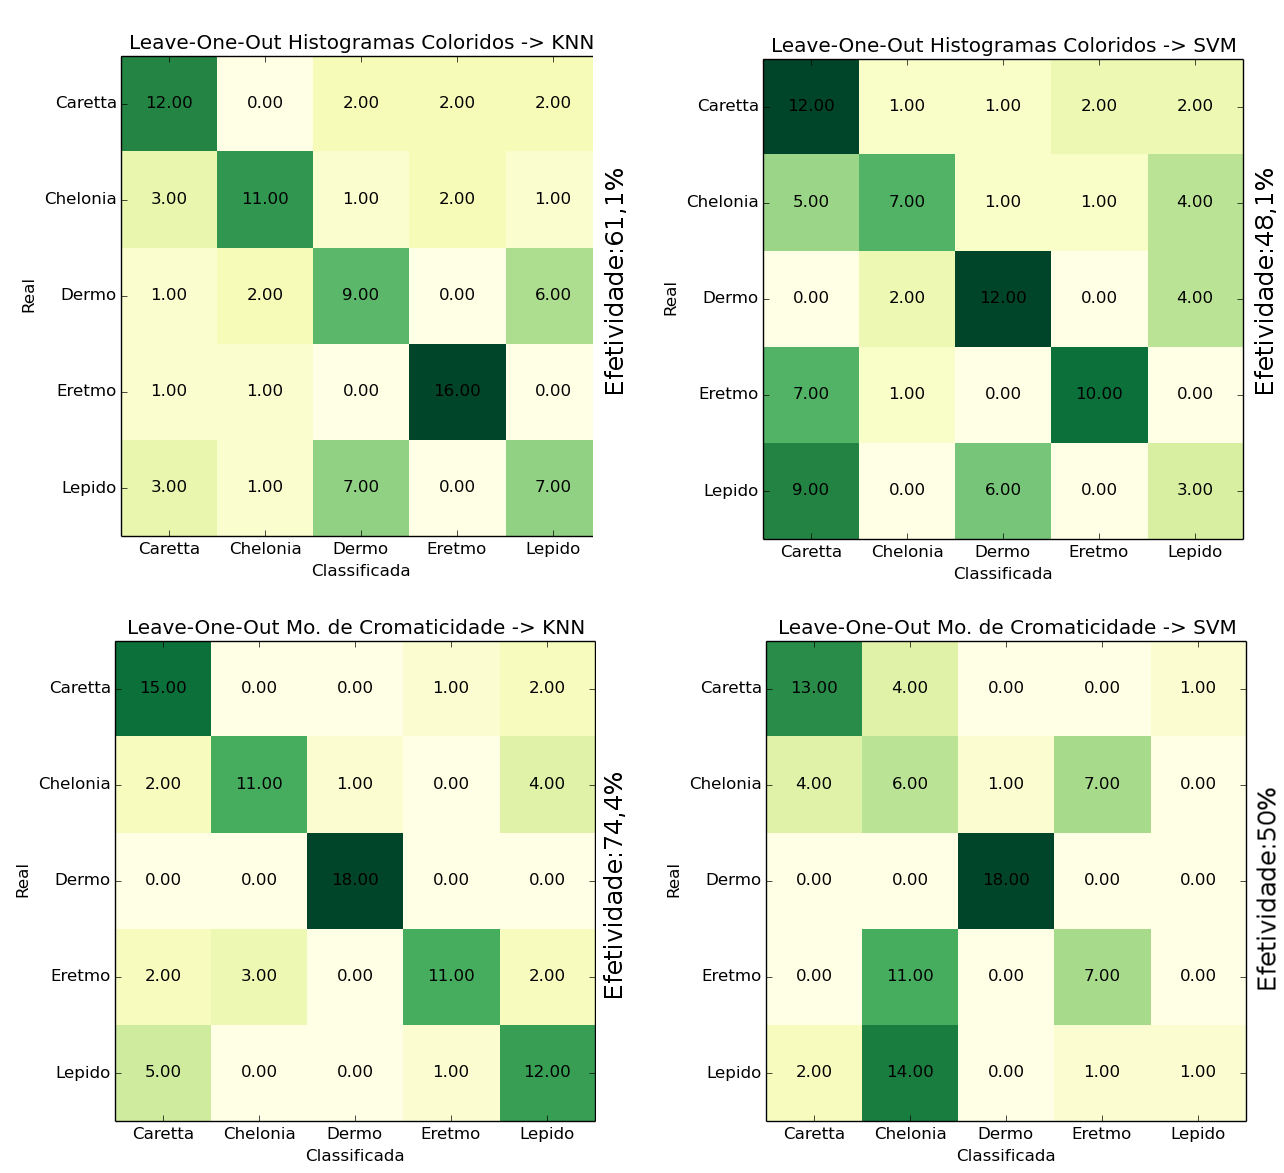 Leave-One-Out Histogramas Coloridos -> KNN
Caretta 12.00 0.00 2.00 2.00 2.00
Chelonia 3.00 11.00 1.00 2.00 1.00
Dermo 1.00 2.00 9.00 0.00 6.00
Eretmo 1.00 1.00 0.00 16.00 0.00
Lepido 3.00 1.00 7.00 0.00 7.00
Real
Caretta Chelonia Dermo Eretmo Lepido
Classificada
Efetividade:61,1%
Leave-One-Out Histogramas Coloridos -> SVM
Caretta 12.00 1.00 1.00 2.00 2.00
Chelonia 5.00 7.00 1.00 1.00 4.00
Dermo 0.00 2.00 12.00 0.00 4.00
Eretmo 7.00 1.00 0.00 10.00 0.00
Lepido 9.00 0.00 6.00 0.00 3.00
Real
Caretta Chelonia Dermo Eretmo Lepido
Classificada
Efetividade:48,1%
Leave-One-Out Mo. de Cromaticidade -> KNN
Caretta 15.00 0.00 0.00 1.00 2.00
Chelonia 2.00 11.00 1.00 0.00 4.00
Dermo 0.00 0.00 18.00 0.00 0.00
Eretmo 2.00 3.00 0.00 11.00 2.00
Lepido 5.00 0.00 0.00 1.00 12.00
Real
Caretta Chelonia Dermo Eretmo Lepido
Classificada
Efetividade:74,4%
Leave-One-Out Mo. de Cromaticidade -> SVM
Caretta 13.00 4.00 0.00 0.00 1.00
Chelonia 4.00 6.00 1.00 7.00 0.00
Dermo 0.00 0.00 18.00 0.00 0.00
Eretmo 0.00 11.00 0.00 7.00 0.00
Lepido 2.00 14.00 0.00 1.00 1.00
Real
Caretta Chelonia Dermo Eretmo Lepido
Classificada
Efetividade:50%